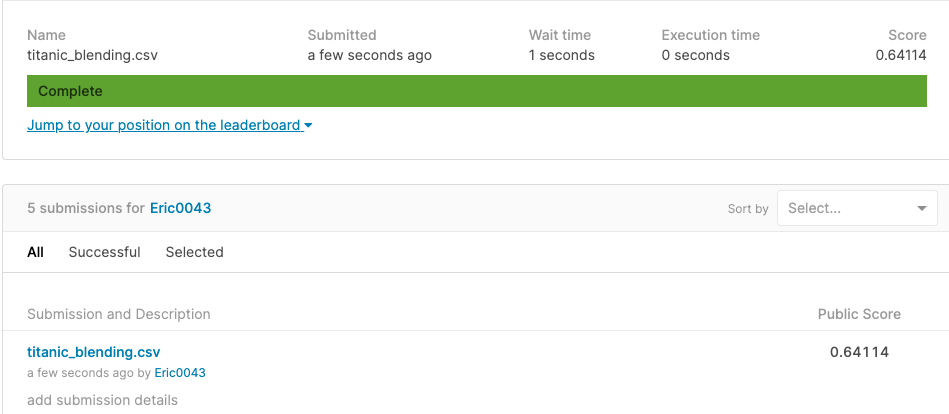 Name Submitted Wait time Execution time Score
titanic_blending.csv a few seconds ago 1 seconds 0 seconds 0.64114
Complete
Jump to your position on the leaderboard
5 submissions for Eric0043 Sort by Select...
All Successful Selected
Submission and Description Public Score
titanic_blending.csv 0.64114
a few seconds ago by Eric0043
add submission details